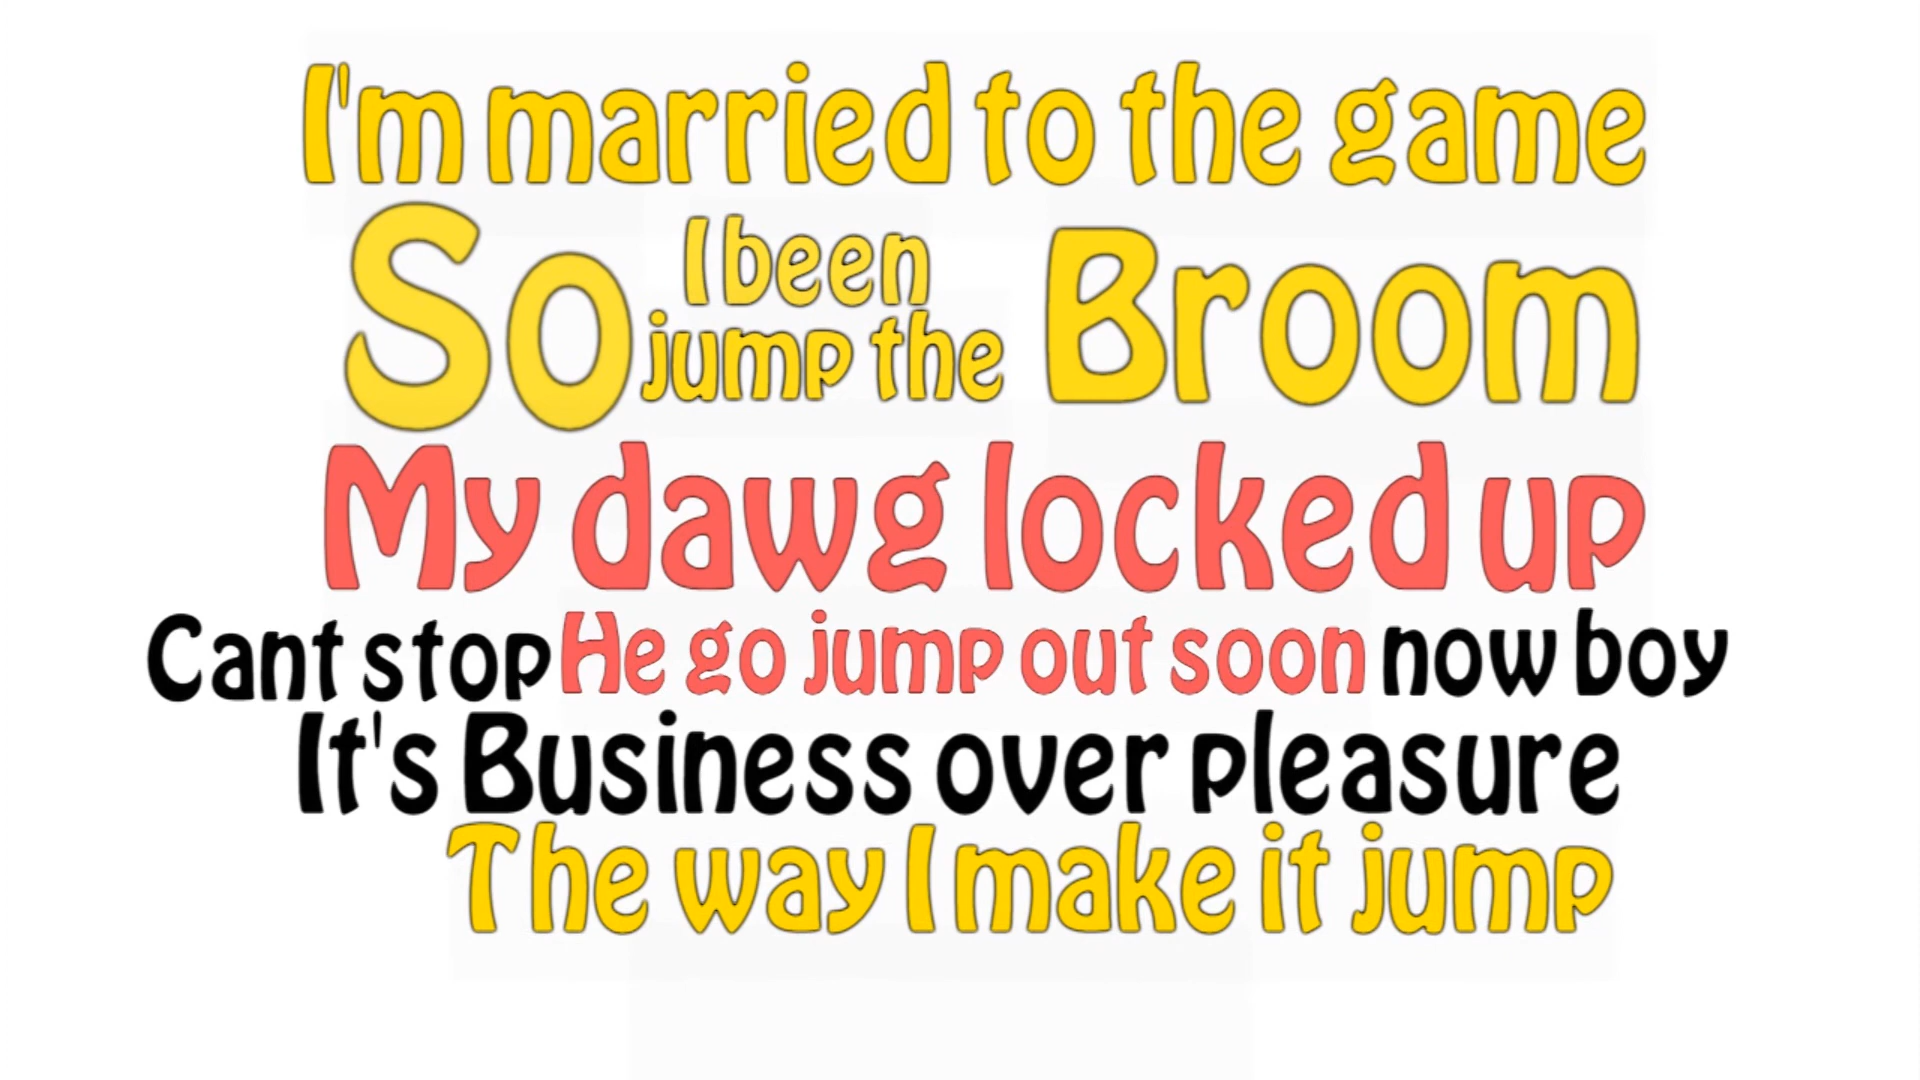 I'm married to the game
So I been jump the Broom
My dawg locked up
Cant stop He go jump out soon now boy
It's Business over pleasure
The way I make it jump